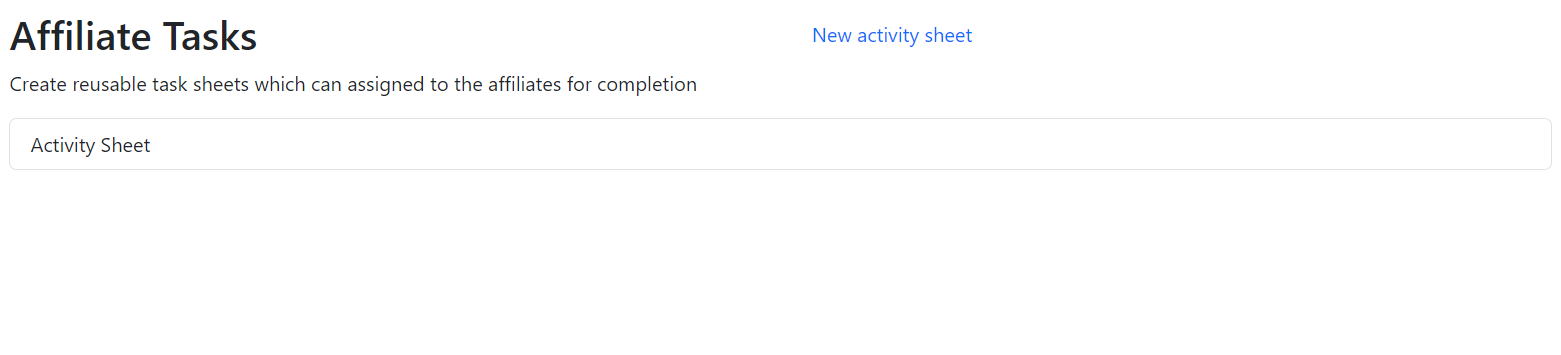 Affiliate Tasks
New activity sheet
Create reusable task sheets which can assigned to the affiliates for completion
Activity Sheet